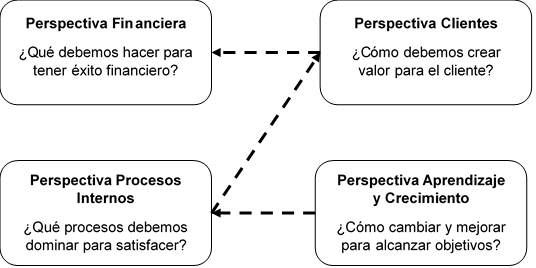 Perspectiva Financiera
¿Qué debemos hacer para
tener éxito financiero?
Perspectiva Clientes
¿Cómo debemos crear
valor para el cliente?
Perspectiva Procesos
Internos
¿Qué procesos debemos
dominar para satisfacer?
Perspectiva Aprendizaje
y Crecimiento
¿Cómo cambiar y mejorar
para alcanzar objetivos?